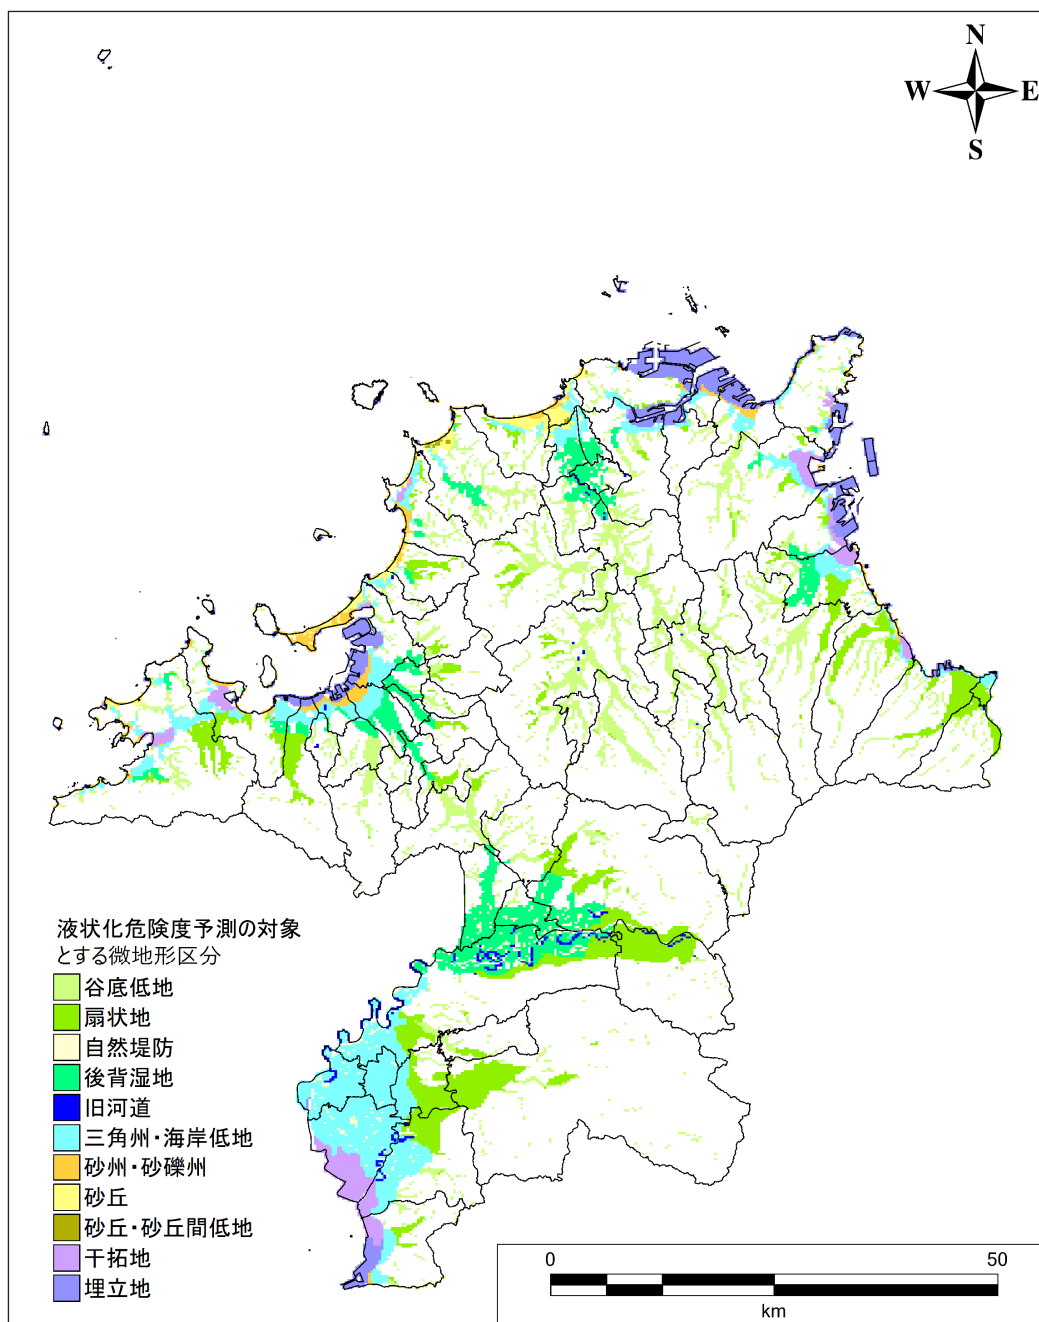 N
W E
S
液状化危険度予測の対象
とする微地形区分
谷底低地
扇状地
自然堤防
後背湿地
旧河道
三角州・海岸低地
砂州・砂礫州
砂丘
砂丘・砂丘間低地
干拓地
埋立地
0 50
km